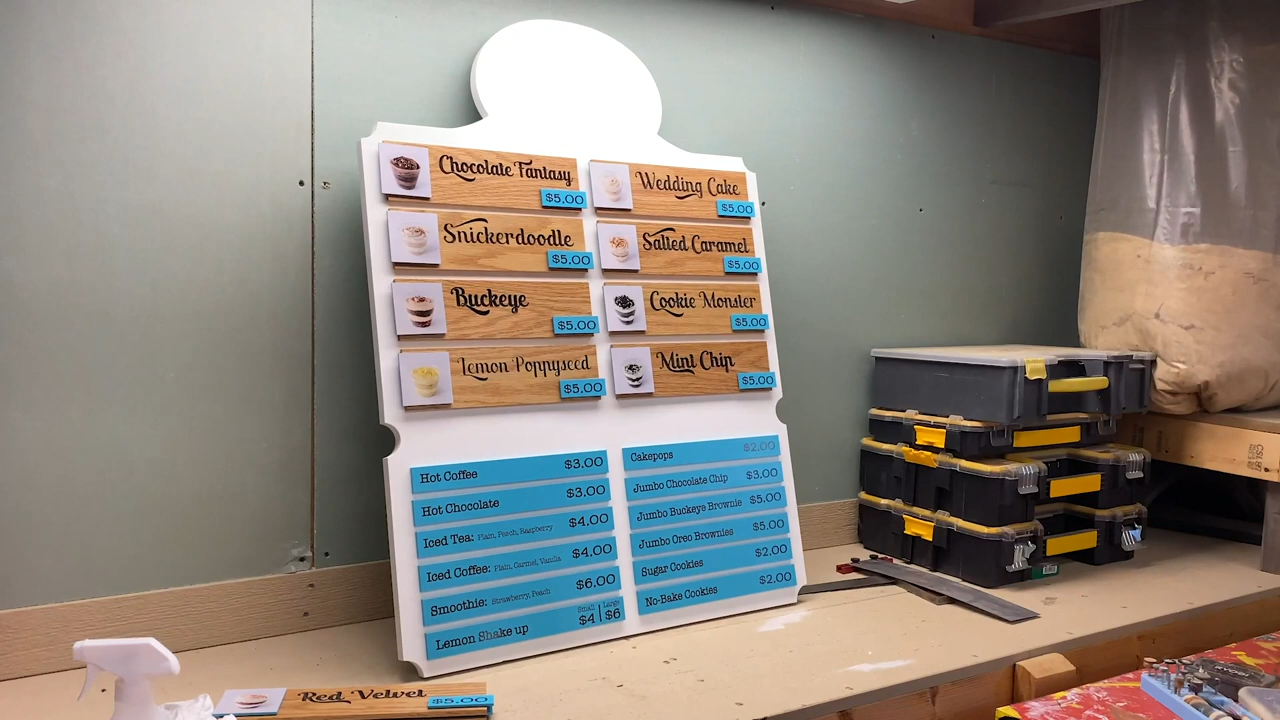 Chocolate Fantasy
$5.00
Wedding Cake
$5.00
Snickerdoodle
$5.00
Salted Caramel
$5.00
Buckeye
$5.00
Cookie Monster
$5.00
Lemon Poppyseed
$5.00
Mint Chip
$5.00
Hot Coffee $3.00
Hot Chocolate $3.00
Iced Tea: Plain, Peach, Raspberry $4.00
Iced Coffee: Plain, Carmel, Vanilla $4.00
Smoothie: Strawberry, Peach $6.00
Small Large
Lemon Shake up $4 | $6
Cakepops $2.00
Jumbo Chocolate Chip $3.00
Jumbo Buckeye Brownie $5.00
Jumbo Oreo Brownies $5.00
Sugar Cookies $2.00
No-Bake Cookies $2.00
Red Velvet
$5.00